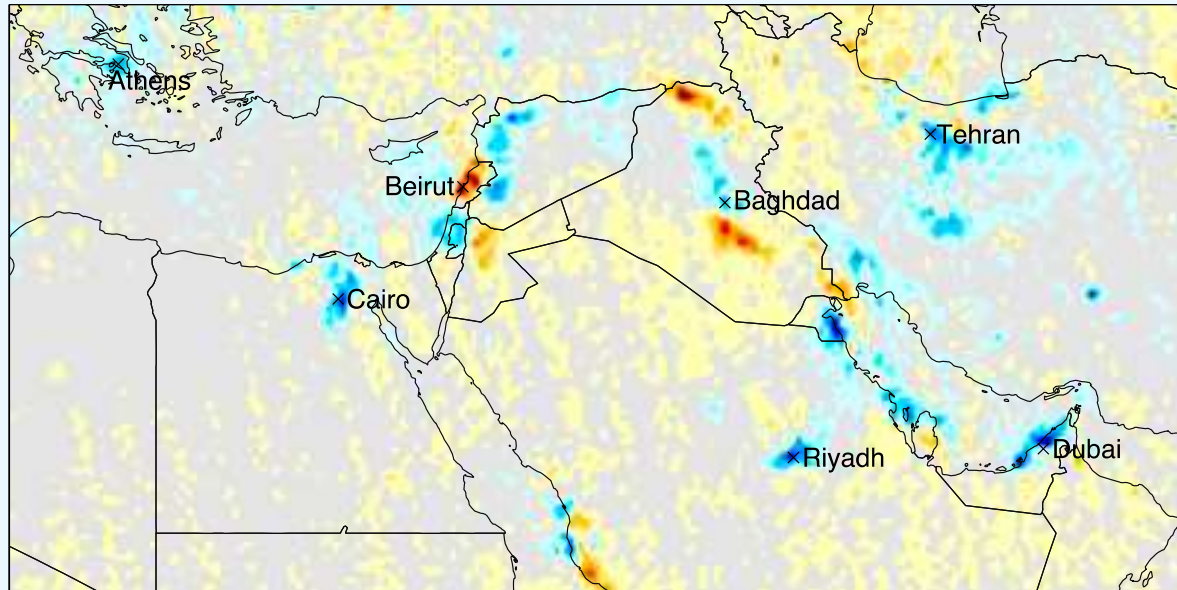 Athens
Tehran
Beirut
Baghdad
Cairo
Riyadh
Dubai